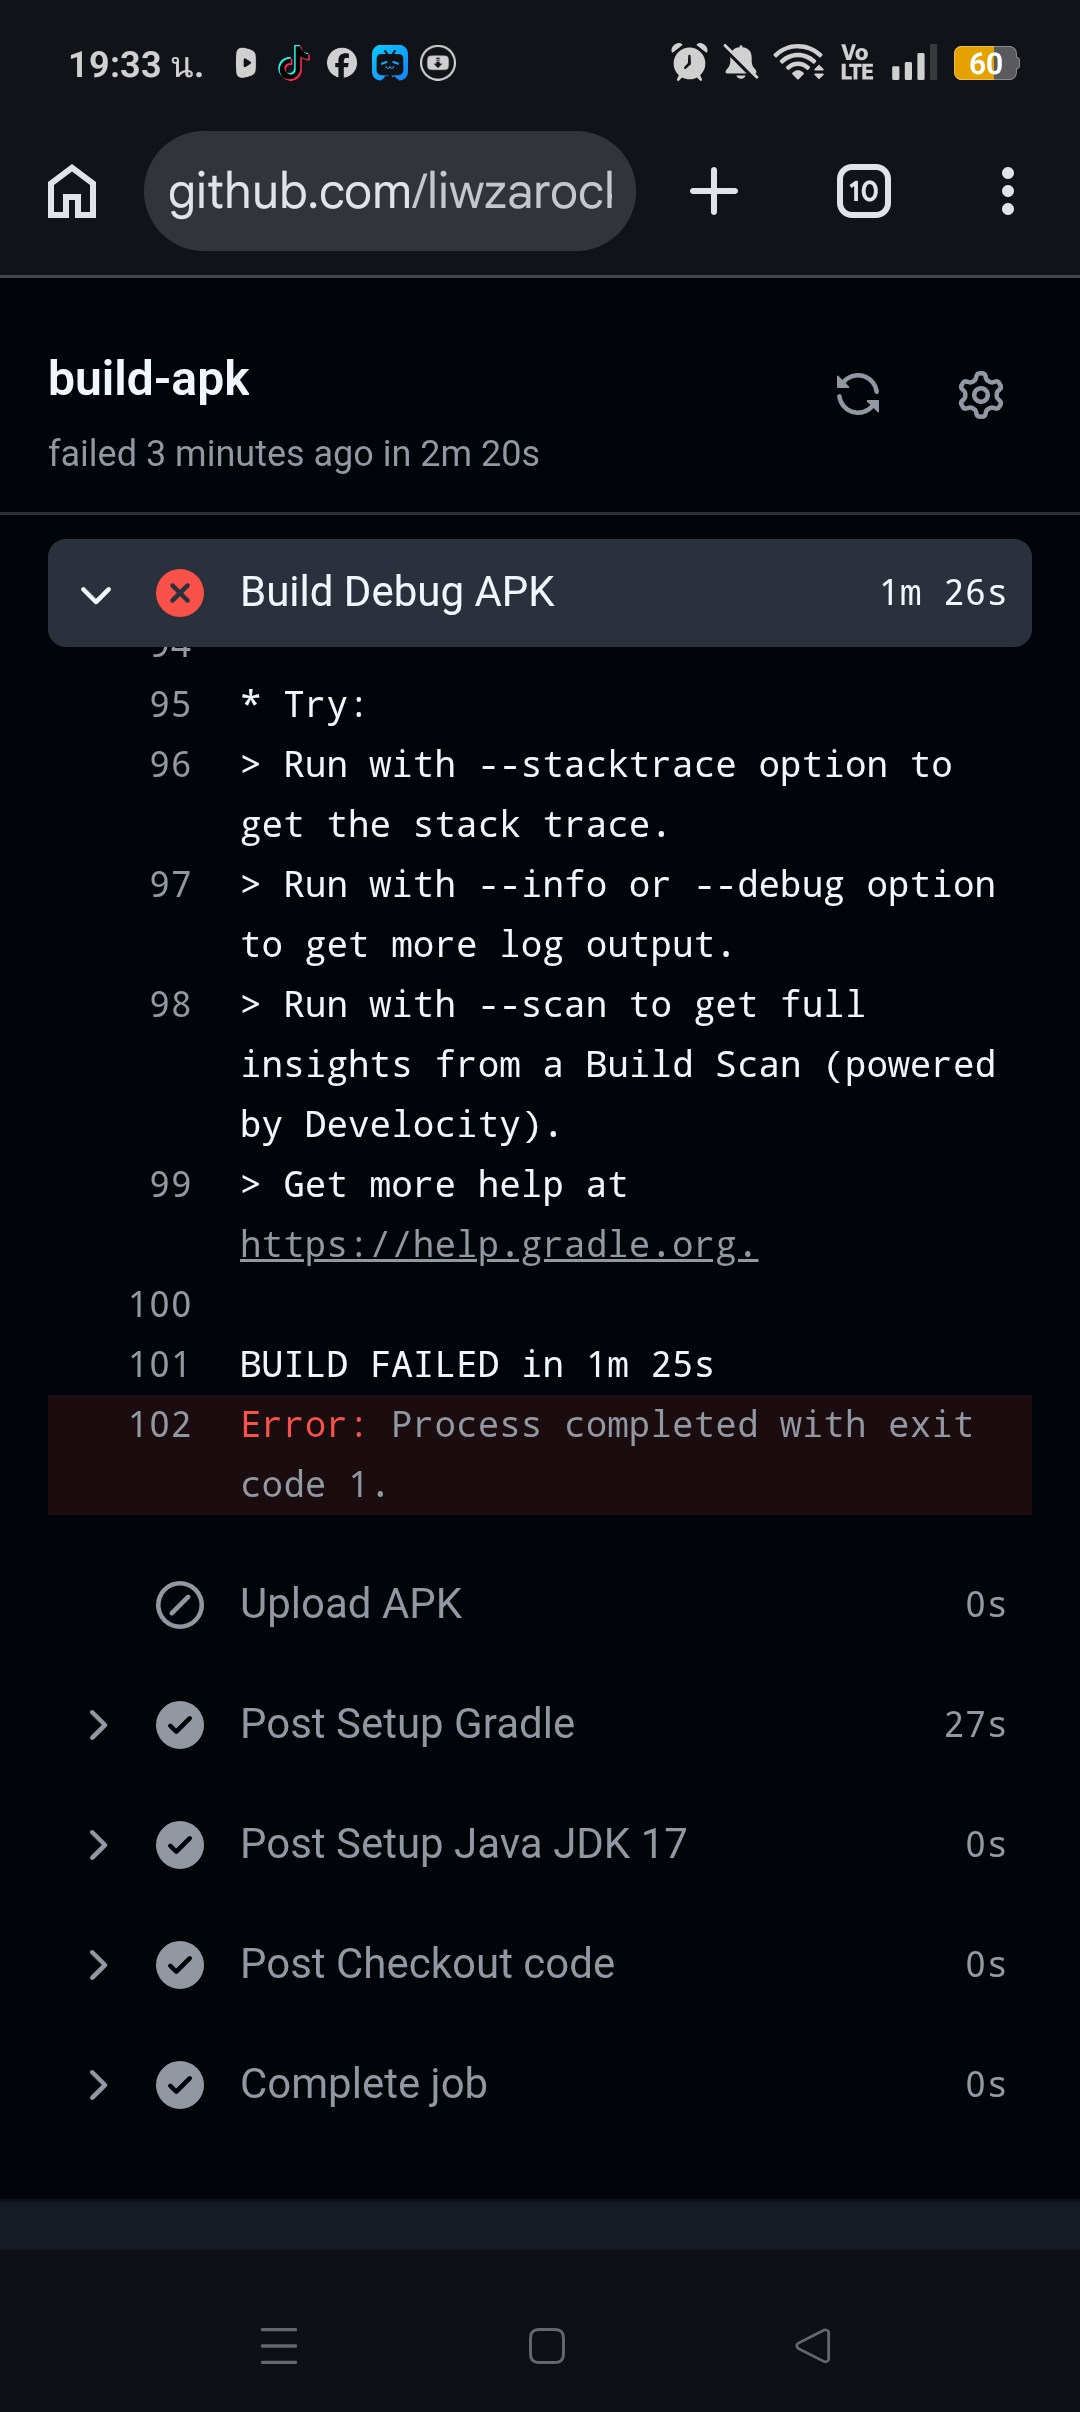 19:33 น.
Vo LTE
60
github.com/liwzarocl
10
build-apk
failed 3 minutes ago in 2m 20s
Build Debug APK 1m 26s
94
95 * Try:
96 > Run with --stacktrace option to
get the stack trace.
97 > Run with --info or --debug option
to get more log output.
98 > Run with --scan to get full
insights from a Build Scan (powered
by Develocity).
99 > Get more help at
https://help.gradle.org.
100
101 BUILD FAILED in 1m 25s
102 Error: Process completed with exit
code 1.
Upload APK 0s
Post Setup Gradle 27s
Post Setup Java JDK 17 0s
Post Checkout code 0s
Complete job 0s